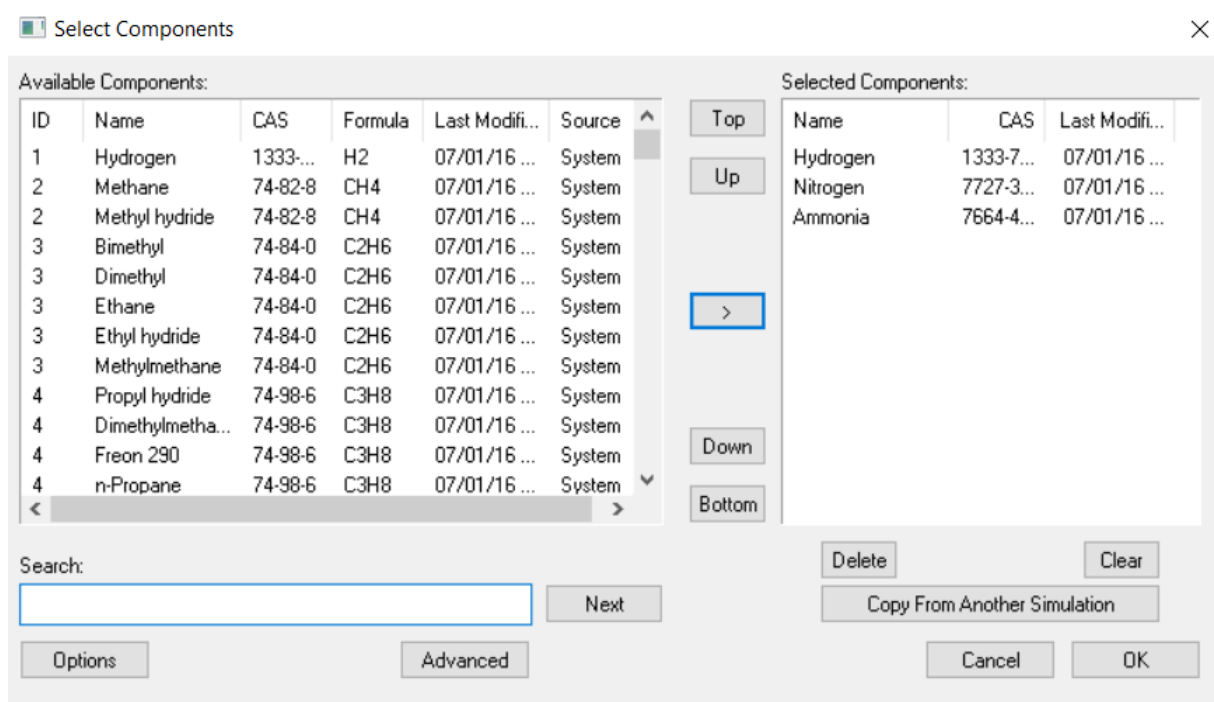 Select Components
Available Components:
ID Name CAS Formula Last Modifi... Source
1 Hydrogen 1333-... H2 07/01/16 ... System
2 Methane 74-82-8 CH4 07/01/16 ... System
2 Methyl hydride 74-82-8 CH4 07/01/16 ... System
3 Bimethyl 74-84-0 C2H6 07/01/16 ... System
3 Dimethyl 74-84-0 C2H6 07/01/16 ... System
3 Ethane 74-84-0 C2H6 07/01/16 ... System
3 Ethyl hydride 74-84-0 C2H6 07/01/16 ... System
3 Methylmethane 74-84-0 C2H6 07/01/16 ... System
4 Propyl hydride 74-98-6 C3H8 07/01/16 ... System
4 Dimethylmetha... 74-98-6 C3H8 07/01/16 ... System
4 Freon 290 74-98-6 C3H8 07/01/16 ... System
4 n-Propane 74-98-6 C3H8 07/01/16 ... System
Search:
Next
Options
Advanced
Top
Up
>
Down
Bottom
Selected Components:
Name CAS Last Modifi...
Hydrogen 1333-7... 07/01/16 ...
Nitrogen 7727-3... 07/01/16 ...
Ammonia 7664-4... 07/01/16 ...
Delete
Clear
Copy From Another Simulation
Cancel
OK